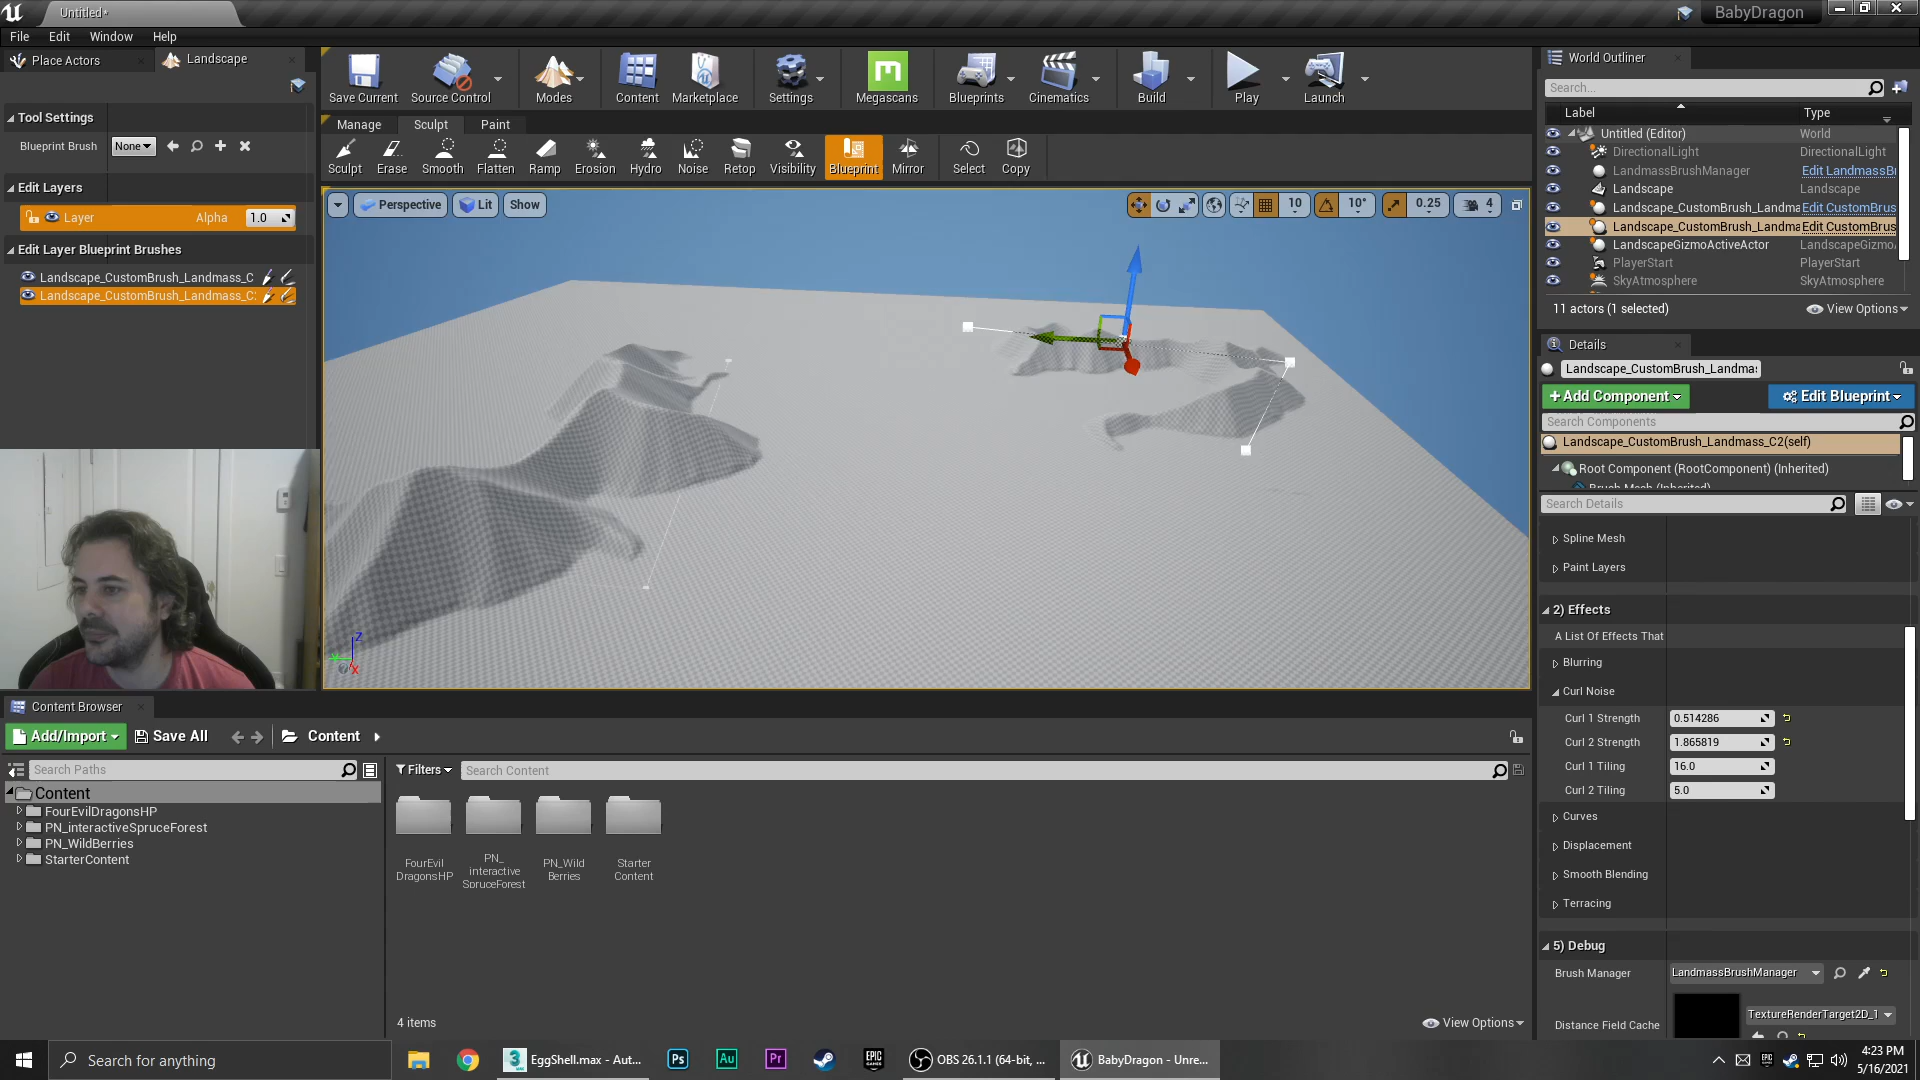 Untitled*
BabyDragon
File Edit Window Help
Place Actors
Landscape
Tool Settings
Blueprint Brush None
Edit Layers
Layer Alpha 1.0
Edit Layer Blueprint Brushes
Landscape_CustomBrush_Landmass_C
Landscape_CustomBrush_Landmass_C:
Save Current
Source Control
Modes
Content
Marketplace
Settings
Megascans
Blueprints
Cinematics
Build
Play
Launch
Manage Sculpt Paint
Sculpt Erase Smooth Flatten Ramp Erosion Hydro Noise Retop Visibility Blueprint Mirror Select Copy
Perspective Lit Show
10 10° 0.25 4
Z
X
World Outliner
Search...
Label Type
Untitled (Editor) World
DirectionalLight DirectionalLight
LandmassBrushManager Edit LandmassBr
Landscape Landscape
Landscape_CustomBrush_Landma Edit CustomBrus
Landscape_CustomBrush_Landma Edit CustomBrus
LandscapeGizmoActiveActor LandscapeGizmo
PlayerStart PlayerStart
SkyAtmosphere SkyAtmosphere
11 actors (1 selected) View Options
Details
Landscape_CustomBrush_Landmas
+Add Component
Edit Blueprint
Search Components
Landscape_CustomBrush_Landmass_C2(self)
Root Component (RootComponent) (Inherited)
Brush Mesh (Inherited)
Search Details
Spline Mesh
Paint Layers
2) Effects
A List Of Effects That
Blurring
Curl Noise
Curl 1 Strength 0.514286
Curl 2 Strength 1.865819
Curl 1 Tiling 16.0
Curl 2 Tiling 5.0
Curves
Displacement
Smooth Blending
Terracing
5) Debug
Brush Manager LandmassBrushManager
Distance Field Cache TextureRenderTarget2D_1
Content Browser
Add/Import Save All Content
Search Paths
Content
FourEvilDragonsHP
PN_interactiveSpruceForest
PN_WildBerries
StarterContent
Filters Search Content
FourEvil
DragonsHP
PN_
interactive
SpruceForest
PN_Wild
Berries
Starter
Content
4 items
View Options
Search for anything
EggShell.max - Aut...
Ps
Au
Pr
EPIC
GAMES
OBS 26.1.1 (64-bit, ...
BabyDragon - Unre...
4:23 PM
5/16/2021